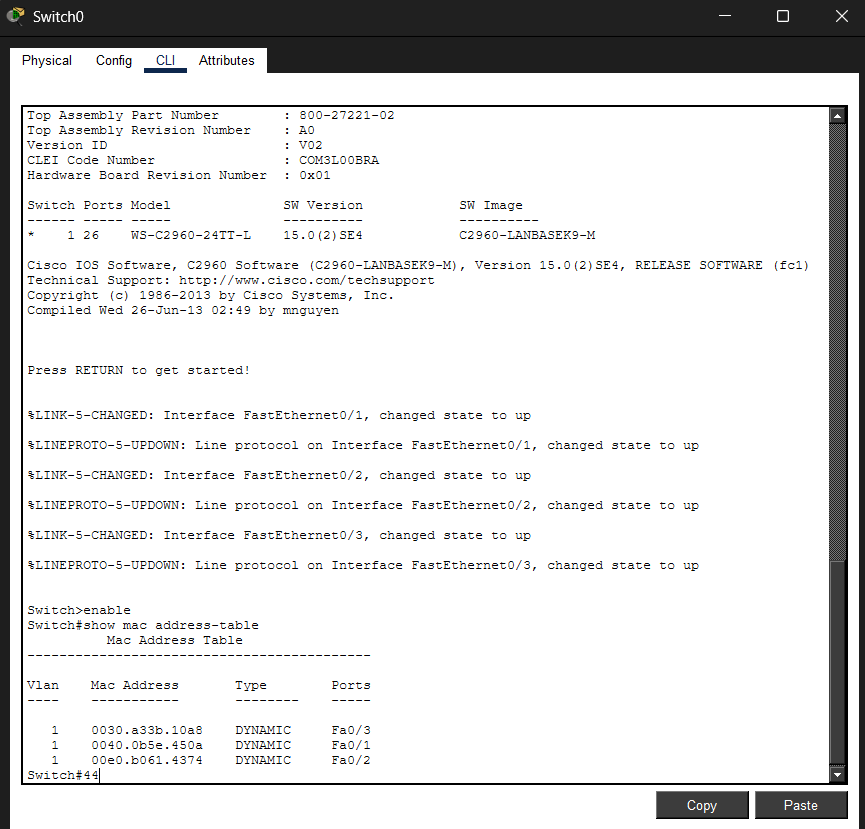 Switch0
Physical Config CLI Attributes
Top Assembly Part Number : 800-27221-02
Top Assembly Revision Number : A0
Version ID : V02
CLEI Code Number : COM3L00BRA
Hardware Board Revision Number : 0x01
Switch Ports Model SW Version SW Image
------ ----- ----- ---------- ----------
* 1 26 WS-C2960-24TT-L 15.0(2)SE4 C2960-LANBASEK9-M
Cisco IOS Software, C2960 Software (C2960-LANBASEK9-M), Version 15.0(2)SE4, RELEASE SOFTWARE (fc1)
Technical Support: http://www.cisco.com/techsupport
Copyright (c) 1986-2013 by Cisco Systems, Inc.
Compiled Wed 26-Jun-13 02:49 by mnguyen
Press RETURN to get started!
%LINK-5-CHANGED: Interface FastEthernet0/1, changed state to up
%LINEPROTO-5-UPDOWN: Line protocol on Interface FastEthernet0/1, changed state to up
%LINK-5-CHANGED: Interface FastEthernet0/2, changed state to up
%LINEPROTO-5-UPDOWN: Line protocol on Interface FastEthernet0/2, changed state to up
%LINK-5-CHANGED: Interface FastEthernet0/3, changed state to up
%LINEPROTO-5-UPDOWN: Line protocol on Interface FastEthernet0/3, changed state to up
Switch>enable
Switch#show mac address-table
Mac Address Table
-------------------------------------------
Vlan Mac Address Type Ports
---- ----------- -------- -----
1 0030.a33b.10a8 DYNAMIC Fa0/3
1 0040.0b5e.450a DYNAMIC Fa0/1
1 00e0.b061.4374 DYNAMIC Fa0/2
Switch#44
Copy Paste